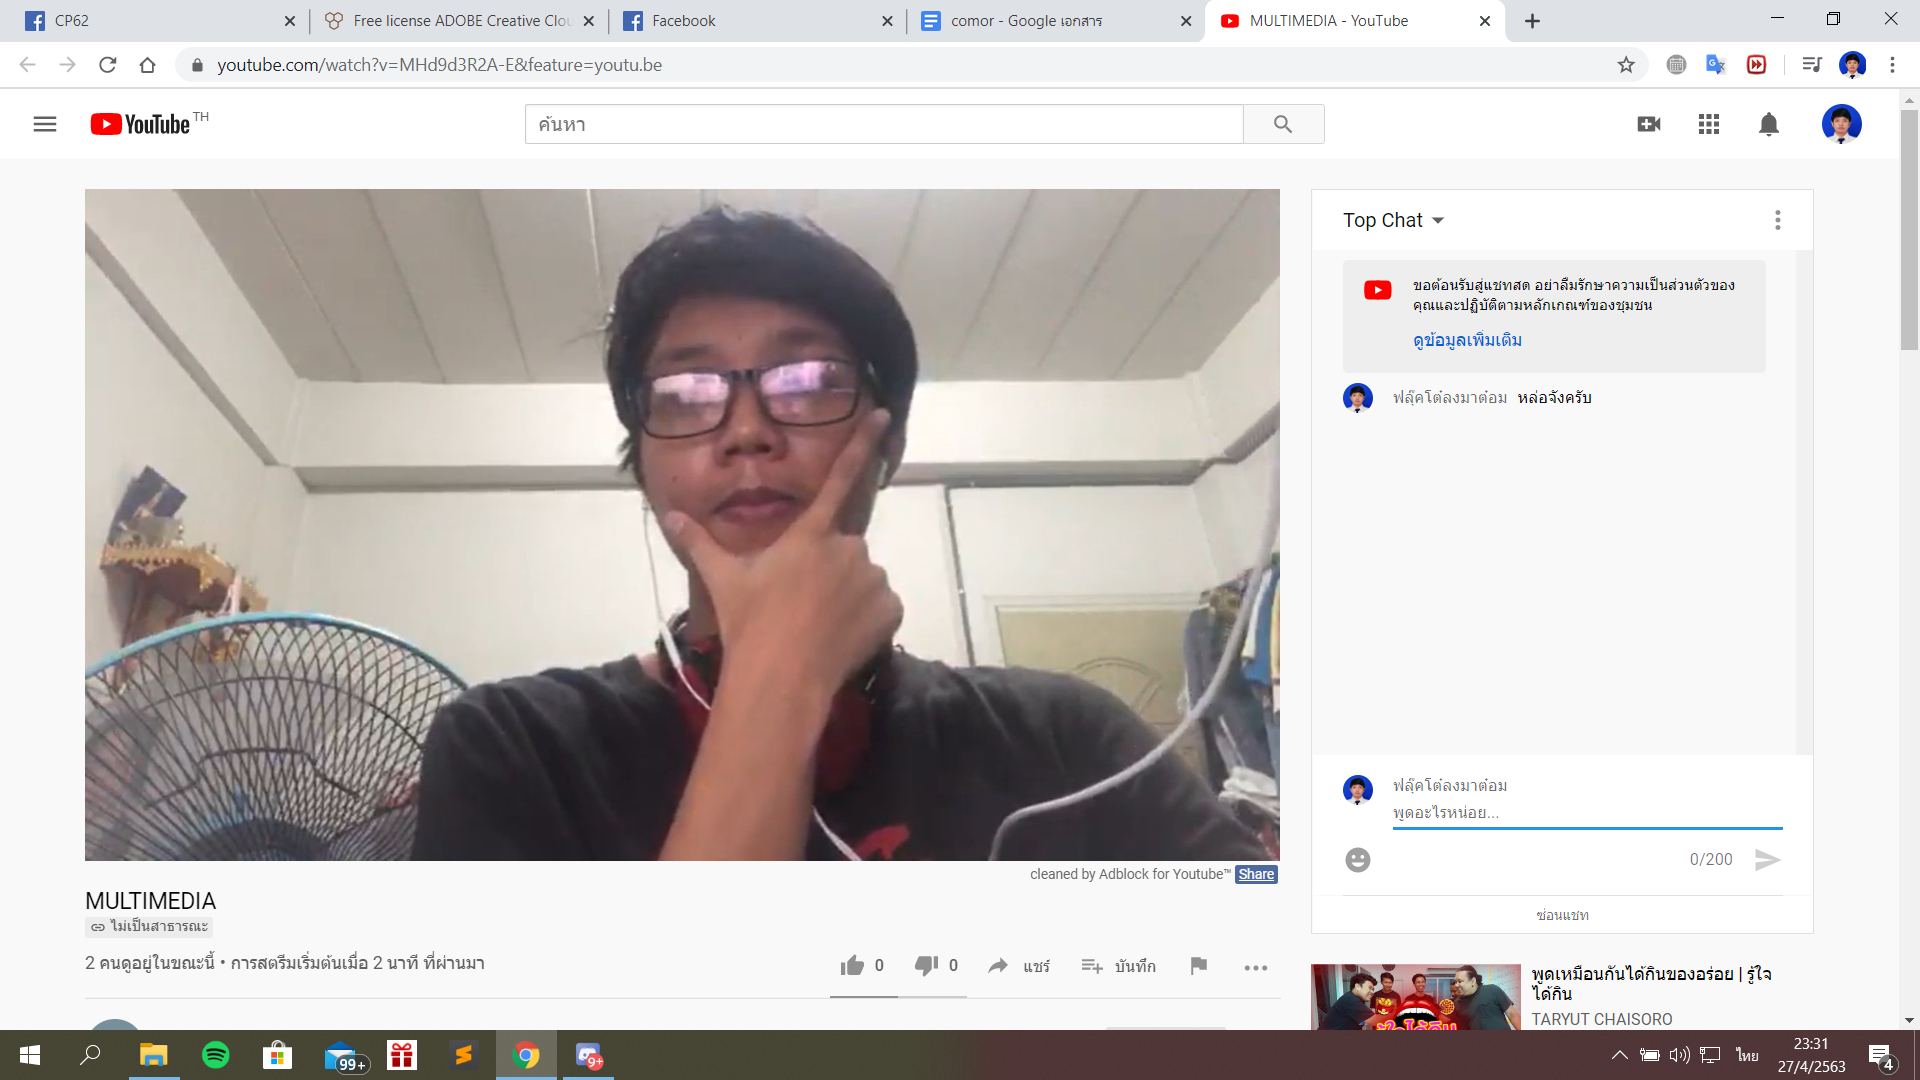 CP62
Free license ADOBE Creative Clou
Facebook
comor - Google เอกสาร
MULTIMEDIA - YouTube
youtube.com/watch?v=MHd9d3R2A-E&feature=youtu.be
YouTube TH
ค้นหา
Top Chat
ขอต้อนรับสู่แชทสด อย่าลืมรักษาความเป็นส่วนตัวของ
คุณและปฏิบัติตามหลักเกณฑ์ของชุมชน
ดูข้อมูลเพิ่มเติม
ฟลุ๊คโต๋ลงมาต๋อม หล่อจังครับ
ฟลุ๊คโต๋ลงมาต๋อม
พูดอะไรหน่อย...
0/200
ซ่อนแชท
cleaned by Adblock for Youtube™ Share
MULTIMEDIA
ไม่เป็นสาธารณะ
2 คนดูอยู่ในขณะนี้ • การสตรีมเริ่มต้นเมื่อ 2 นาที ที่ผ่านมา
0
0
แชร์
บันทึก
พูดเหมือนกันได้กินของอร่อย | รู้ใจ
ได้กิน
TARYUT CHAISORO
99+
9+
ไทย
23:31
27/4/2563
4